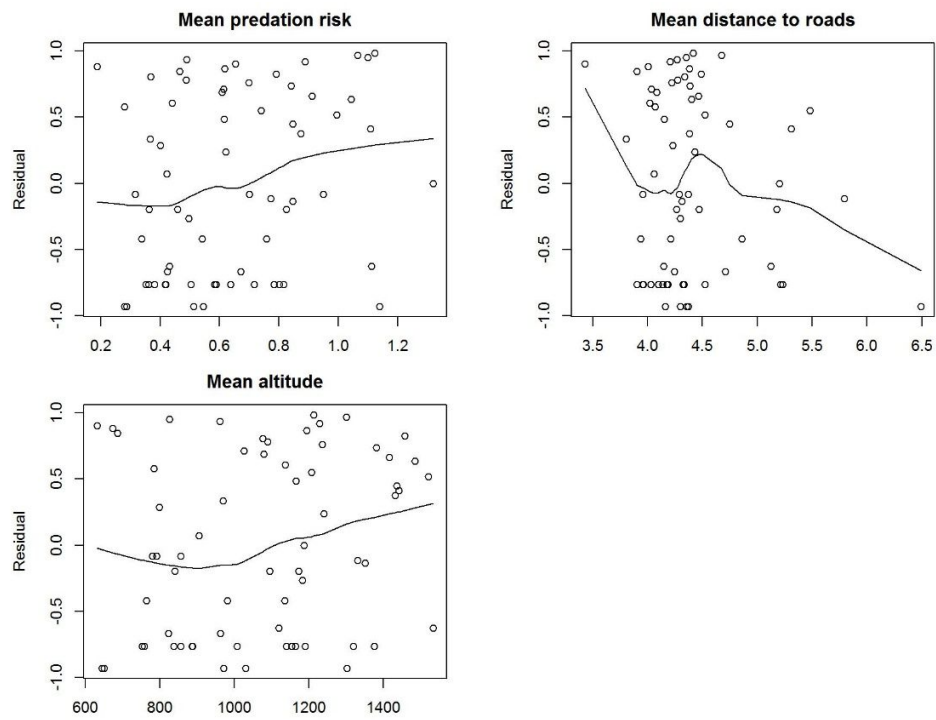 Mean predation risk
Residual
1.0
0.5
0.0
-0.5
-1.0
0.2 0.4 0.6 0.8 1.0 1.2
Mean distance to roads
Residual
1.0
0.5
0.0
-0.5
-1.0
3.5 4.0 4.5 5.0 5.5 6.0 6.5
Mean altitude
Residual
1.0
0.5
0.0
-0.5
-1.0
600 800 1000 1200 1400